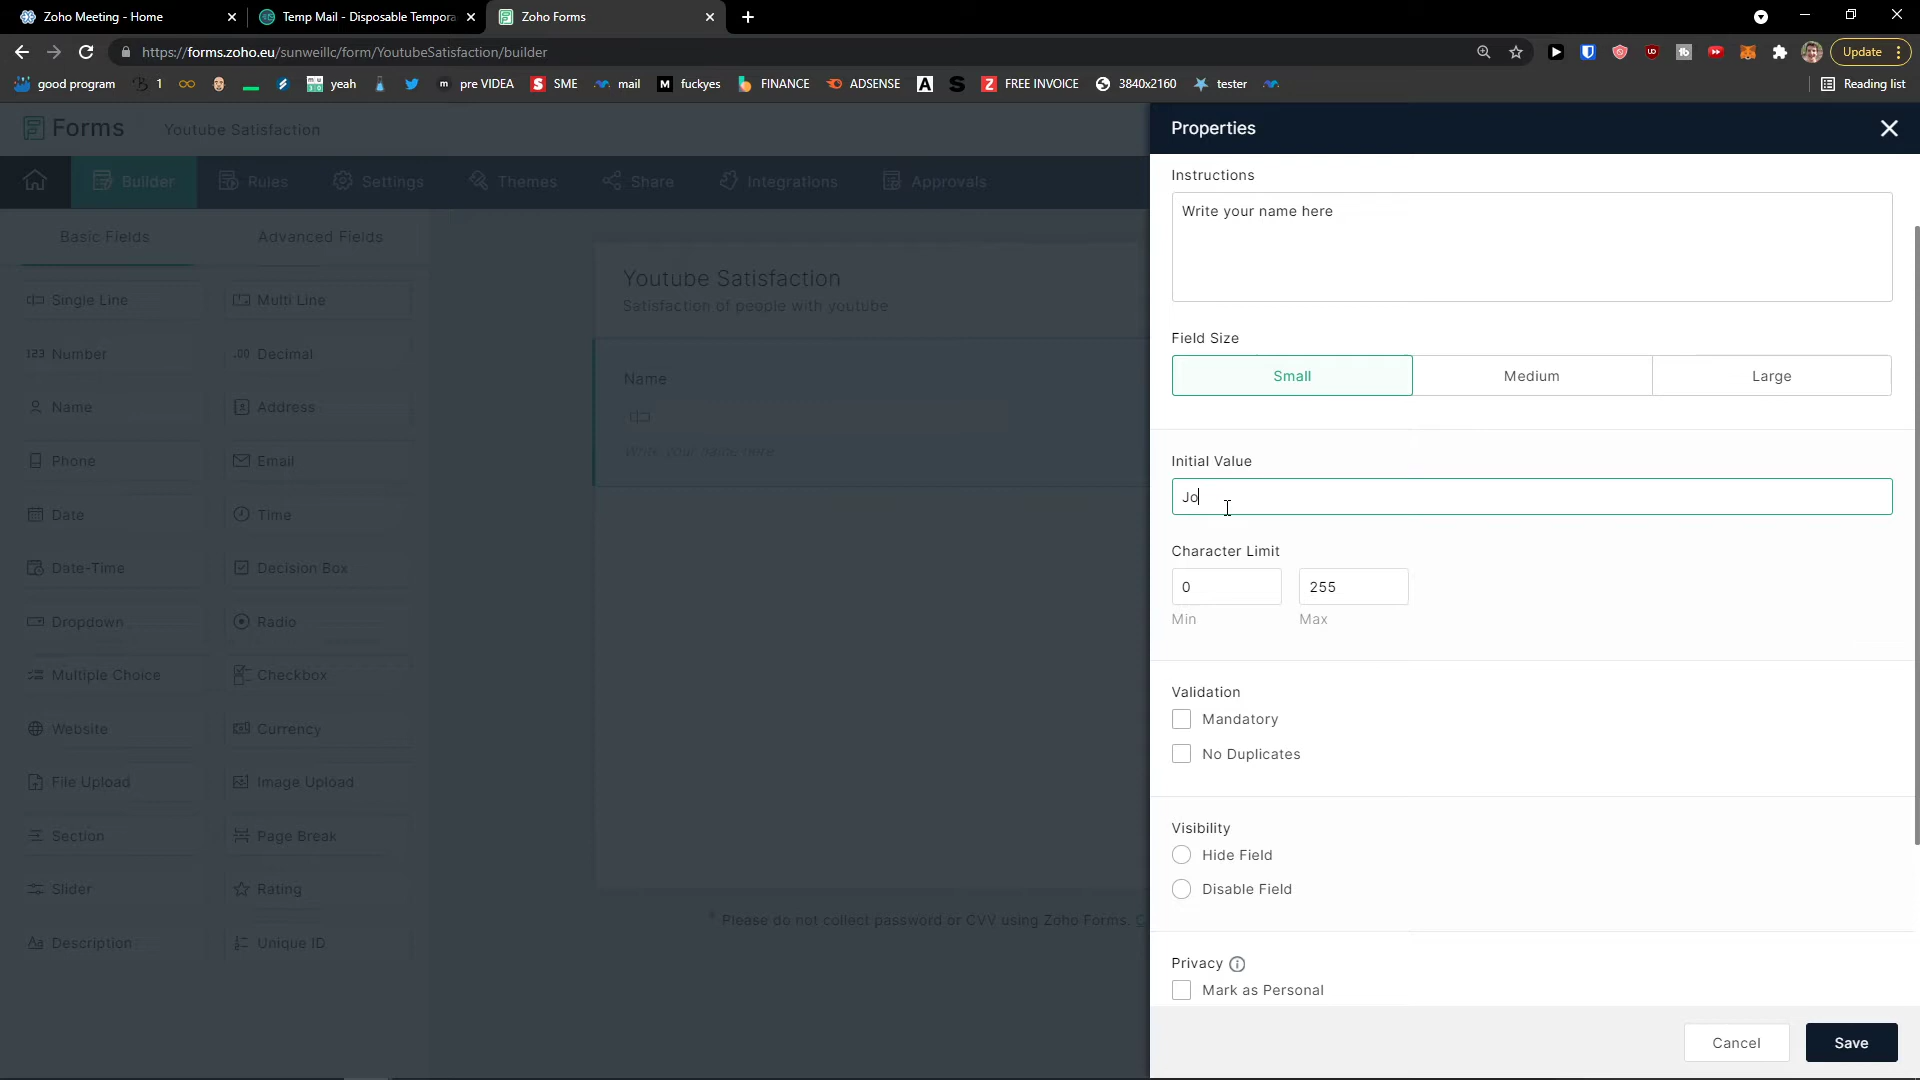 Zoho Meeting - Home
Temp Mail - Disposable Tempora
Zoho Forms
https://forms.zoho.eu/sunweillc/form/YoutubeSatisfaction/builder
Update
good program
1
yeah
pre VIDEA
SME
mail
fuckyes
FINANCE
ADSENSE
FREE INVOICE
3840x2160
tester
Reading list
Forms
Youtube Satisfaction
Builder
Rules
Settings
Themes
Share
Integrations
Approvals
Basic Fields
Advanced Fields
Single Line
Multi Line
Number
Decimal
Name
Address
Phone
Email
Date
Time
Date-Time
Decision Box
Dropdown
Radio
Multiple Choice
Checkbox
Website
Currency
File Upload
Image Upload
Section
Page Break
Slider
Rating
Description
Unique ID
Youtube Satisfaction
Satisfaction of people with youtube
Name
Write your name here
* Please do not collect password or CVV using Zoho Forms.
Properties
Instructions
Write your name here
Field Size
Small
Medium
Large
Initial Value
Jo
Character Limit
0
255
Min
Max
Validation
Mandatory
No Duplicates
Visibility
Hide Field
Disable Field
Privacy
Mark as Personal
Cancel
Save